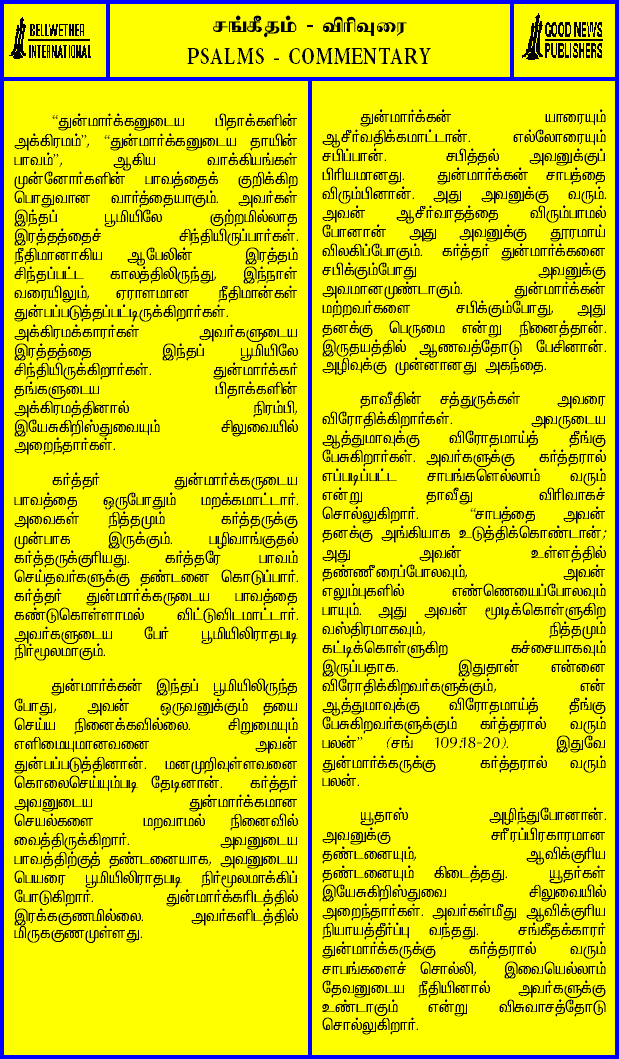 BELLWETHER
INTERNATIONAL
சங்கீதம் - விரிவுரை
PSALMS - COMMENTARY
GOOD NEWS
PUBLISHERS
“துன்மார்க்கனுடைய பிதாக்களின்
அக்கிரமம்”, “துன்மார்க்கனுடைய தாயின்
பாவம்”, ஆகிய வாக்கியங்கள்
முன்னோர்களின் பாவத்தைக் குறிக்கிற
பொதுவான வார்த்தையாகும். அவர்கள்
இந்தப் பூமியிலே குற்றமில்லாத
இரத்தத்தைச் சிந்தியிருப்பார்கள்.
நீதிமானாகிய ஆபேலின் இரத்தம்
சிந்தப்பட்ட காலத்திலிருந்து, இந்நாள்
வரையிலும், ஏராளமான நீதிமான்கள்
துன்பப்படுத்தப்பட்டிருக்கிறார்கள்.
அக்கிரமக்காரர்கள் அவர்களுடைய
இரத்தத்தை இந்தப் பூமியிலே
சிந்தியிருக்கிறார்கள். துன்மார்க்கர்
தங்களுடைய பிதாக்களின்
அக்கிரமத்தினால் நிரம்பி,
இயேசுகிறிஸ்துவையும் சிலுவையில்
அறைந்தார்கள்.
கர்த்தர் துன்மார்க்கருடைய
பாவத்தை ஒருபோதும் மறக்கமாட்டார்.
அவைகள் நித்தமும் கர்த்தருக்கு
முன்பாக இருக்கும். பழிவாங்குதல்
கர்த்தருக்குரியது. கர்த்தரே பாவம்
செய்தவர்களுக்கு தண்டனை கொடுப்பார்.
கர்த்தர் துன்மார்க்கருடைய பாவத்தை
கண்டுகொள்ளாமல் விட்டுவிடமாட்டார்.
அவர்களுடைய பேர் பூமியிலிராதபடி
நிர்மூலமாகும்.
துன்மார்க்கன் இந்தப் பூமியிலிருந்த
போது, அவன் ஒருவனுக்கும் தயை
செய்ய நினைக்கவில்லை. சிறுமையும்
எளிமையுமானவனை அவன்
துன்பப்படுத்தினான். மனமுறிவுள்ளவனை
கொலைசெய்யும்படி தேடினான். கர்த்தர்
அவனுடைய துன்மார்க்கமான
செயல்களை மறவாமல் நினைவில்
வைத்திருக்கிறார். அவனுடைய
பாவத்திற்குத் தண்டனையாக, அவனுடைய
பெயரை பூமியிலிராதபடி நிர்மூலமாக்கிப்
போடுகிறார். துன்மார்க்கரிடத்தில்
இரக்ககுணமில்லை. அவர்களிடத்தில்
மிருககுணமுள்ளது.
துன்மார்க்கன் யாரையும்
ஆசீர்வதிக்கமாட்டான். எல்லோரையும்
சபிப்பான். சபித்தல் அவனுக்குப்
பிரியமானது. துன்மார்க்கன் சாபத்தை
விரும்பினான். அது அவனுக்கு வரும்.
அவன் ஆசீர்வாதத்தை விரும்பாமல்
போனான் அது அவனுக்கு தூரமாய்
விலகிப்போகும். கர்த்தர் துன்மார்க்கனை
சபிக்கும்போது அவனுக்கு
அவமானமுண்டாகும். துன்மார்க்கன்
மற்றவர்களை சபிக்கும்போது, அது
தனக்கு பெருமை என்று நினைத்தான்.
இருதயத்தில் ஆணவத்தோடு பேசினான்.
அழிவுக்கு முன்னானது அகந்தை.
தாவீதின் சத்துருக்கள் அவரை
விரோதிக்கிறார்கள். அவருடைய
ஆத்துமாவுக்கு விரோதமாய்த் தீங்கு
பேசுகிறார்கள். அவர்களுக்கு கர்த்தரால்
எப்படிப்பட்ட சாபங்களெல்லாம் வரும்
என்று தாவீது விரிவாகச்
சொல்லுகிறார். “சாபத்தை அவன்
தனக்கு அங்கியாக உடுத்திக்கொண்டான்;
அது அவன் உள்ளத்தில்
தண்ணீரைப்போலவும், அவன்
எலும்புகளில் எண்ணெயைப்போலவும்
பாயும். அது அவன் மூடிக்கொள்ளுகிற
வஸ்திரமாகவும், நித்தமும்
கட்டிக்கொள்ளுகிற கச்சையாகவும்
இருப்பதாக. இதுதான் என்னை
விரோதிக்கிறவர்களுக்கும், என்
ஆத்துமாவுக்கு விரோதமாய்த் தீங்கு
பேசுகிறவர்களுக்கும் கர்த்தரால் வரும்
பலன்” (சங் 109:18-20). இதுவே
துன்மார்க்கருக்கு கர்த்தரால் வரும்
பலன்.
யூதாஸ் அழிந்துபோனான்.
அவனுக்கு சரீரப்பிரகாரமான
தண்டனையும், ஆவிக்குரிய
தண்டனையும் கிடைத்தது. யூதர்கள்
இயேசுகிறிஸ்துவை சிலுவையில்
அறைந்தார்கள். அவர்கள்மீது ஆவிக்குரிய
நியாயத்தீர்ப்பு வந்தது. சங்கீதக்காரர்
துன்மார்க்கருக்கு கர்த்தரால் வரும்
சாபங்களைச் சொல்லி, இவையெல்லாம்
தேவனுடைய நீதியினால் அவர்களுக்கு
உண்டாகும் என்று விசுவாசத்தோடு
சொல்லுகிறார்.